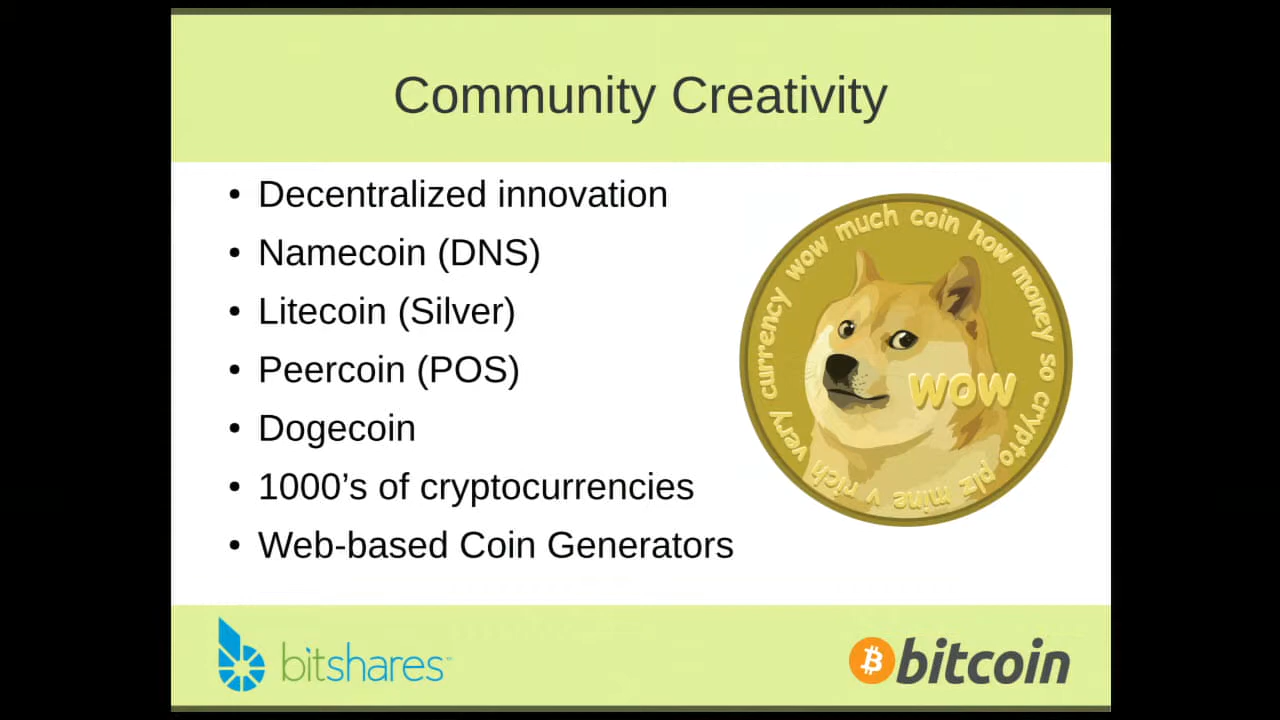 Community Creativity
• Decentralized innovation
• Namecoin (DNS)
• Litecoin (Silver)
• Peercoin (POS)
• Dogecoin
• 1000’s of cryptocurrencies
• Web-based Coin Generators
very currency wow much coin how money so crypto plz mine v rich
wow
bitshares™
bitcoin